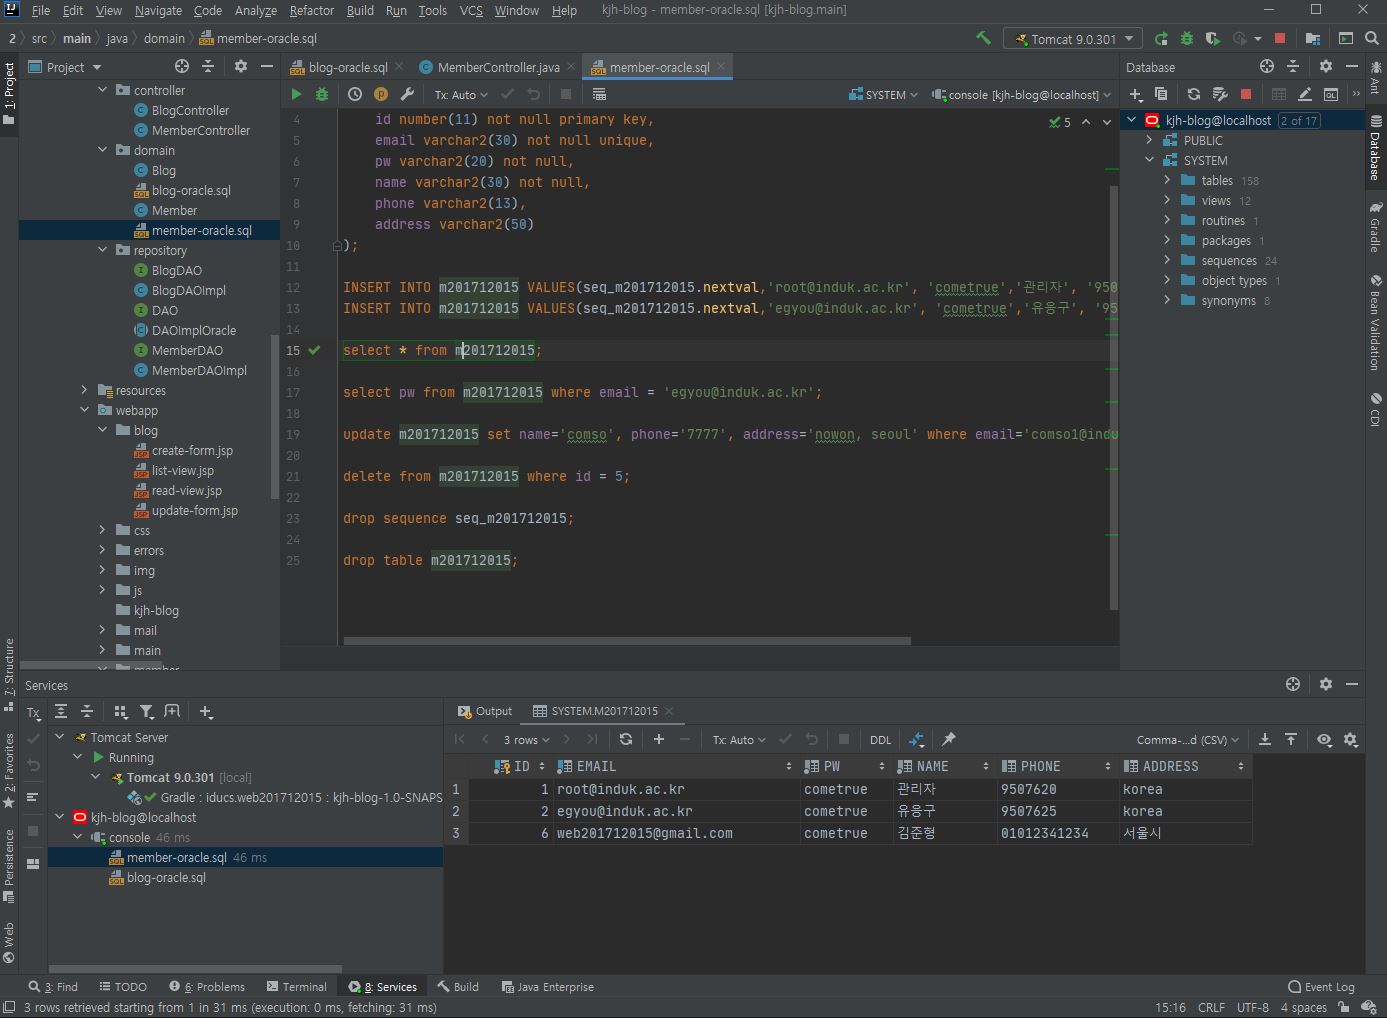 File Edit View Navigate Code Analyze Refactor Build Run Tools VCS Window Help kjh-blog - member-oracle.sql [kjh-blog.main]
2 src main java domain member-oracle.sql Tomcat 9.0.301
1: Project
Project
controller
BlogController
MemberController
domain
Blog
blog-oracle.sql
Member
member-oracle.sql
repository
BlogDAO
BlogDAOImpl
DAO
DAOImplOracle
MemberDAO
MemberDAOImpl
resources
webapp
blog
create-form.jsp
list-view.jsp
read-view.jsp
update-form.jsp
css
errors
img
js
kjh-blog
mail
main
member
blog-oracle.sql MemberController.java member-oracle.sql
Tx: Auto SYSTEM console [kjh-blog@localhost]
5
4 id number(11) not null primary key,
5 email varchar2(30) not null unique,
6 pw varchar2(20) not null,
7 name varchar2(30) not null,
8 phone varchar2(13),
9 address varchar2(50)
10 );
11
12 INSERT INTO m201712015 VALUES(seq_m201712015.nextval,'root@induk.ac.kr', 'cometrue','관리자', '950
13 INSERT INTO m201712015 VALUES(seq_m201712015.nextval,'egyou@induk.ac.kr', 'cometrue','유응구', '95
14
15 select * from m201712015;
16
17 select pw from m201712015 where email = 'egyou@induk.ac.kr';
18
19 update m201712015 set name='comso', phone='7777', address='nowon, seoul' where email='comso1@indu
20
21 delete from m201712015 where id = 5;
22
23 drop sequence seq_m201712015;
24
25 drop table m201712015;
Database
kjh-blog@localhost 2 of 17
PUBLIC
SYSTEM
tables 158
views 12
routines 1
packages 1
sequences 24
object types 1
synonyms 8
Ant
Database
Gradle
Bean Validation
CDI
7: Structure
2: Favorites
Persistence
Web
Services
Tx
Tomcat Server
Running
Tomcat 9.0.301 [local]
Gradle : iducs.web201712015 : kjh-blog-1.0-SNAPS
kjh-blog@localhost
console 46 ms
member-oracle.sql 46 ms
blog-oracle.sql
Output SYSTEM.M201712015
3 rows Tx: Auto DDL Comma-...d (CSV)
ID EMAIL PW NAME PHONE ADDRESS
1 1 root@induk.ac.kr cometrue 관리자 9507620 korea
2 2 egyou@induk.ac.kr cometrue 유응구 9507625 korea
3 6 web201712015@gmail.com cometrue 김준형 01012341234 서울시
3: Find TODO 6: Problems Terminal 8: Services Build Java Enterprise Event Log
3 rows retrieved starting from 1 in 31 ms (execution: 0 ms, fetching: 31 ms) 15:16 CRLF UTF-8 4 spaces